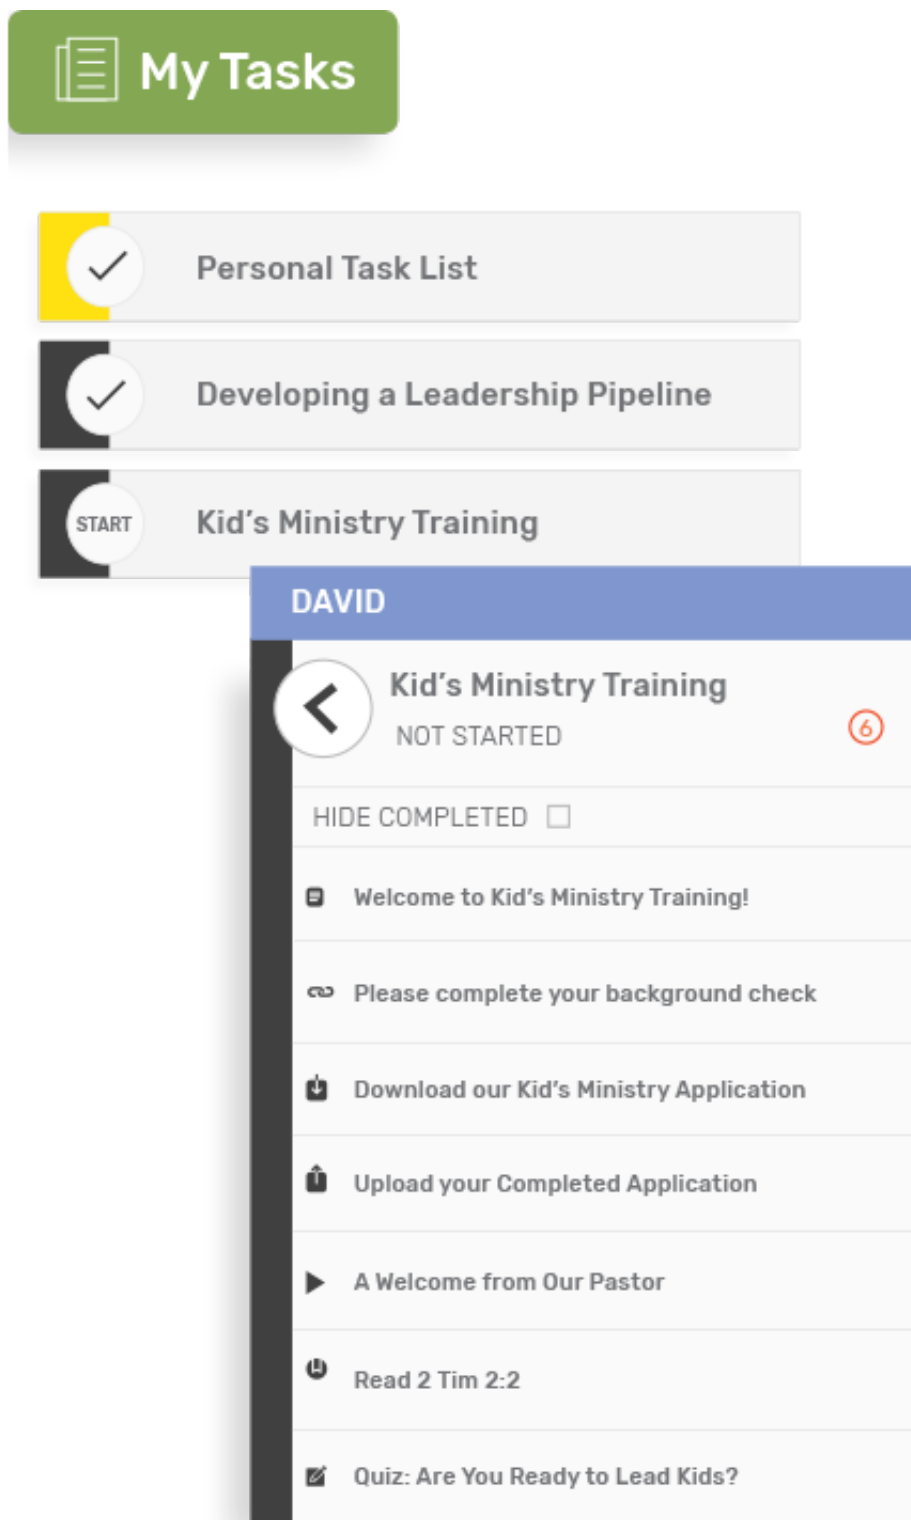 My Tasks
Personal Task List
Developing a Leadership Pipeline
START
Kid's Ministry Training
DAVID
Kid's Ministry Training
NOT STARTED
6
HIDE COMPLETED
Welcome to Kid's Ministry Training!
Please complete your background check
Download our Kid's Ministry Application
Upload your Completed Application
A Welcome from Our Pastor
Read 2 Tim 2:2
Quiz: Are You Ready to Lead Kids?